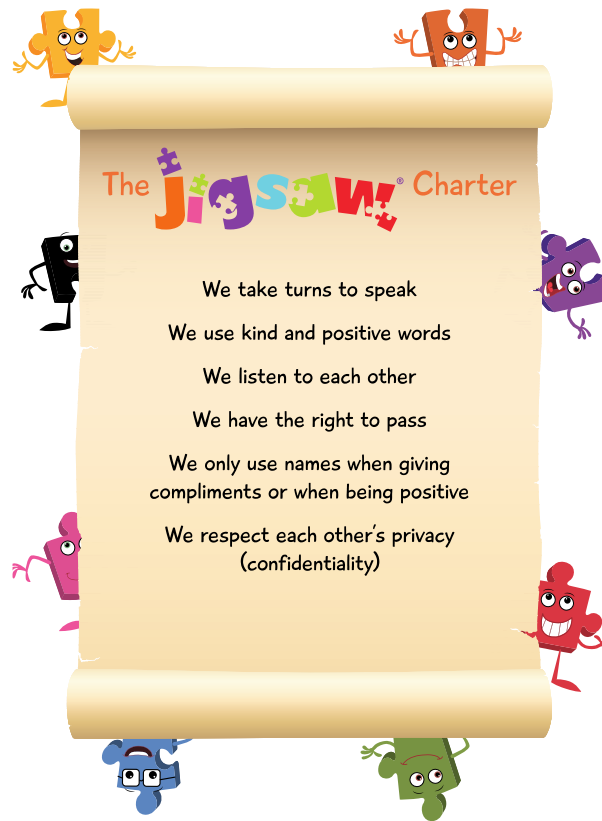 The jigsaw® Charter
We take turns to speak
We use kind and positive words
We listen to each other
We have the right to pass
We only use names when giving
compliments or when being positive
We respect each other's privacy
(confidentiality)